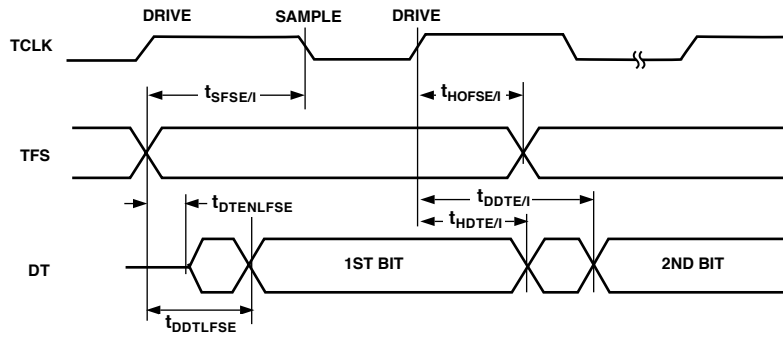 DRIVE SAMPLE DRIVE
TCLK
tSFSE/I tHOFSE/I
TFS
tDDTE/I
tDTENLFSE
tHDTE/I
DT 1ST BIT 2ND BIT
tDDTLFSE